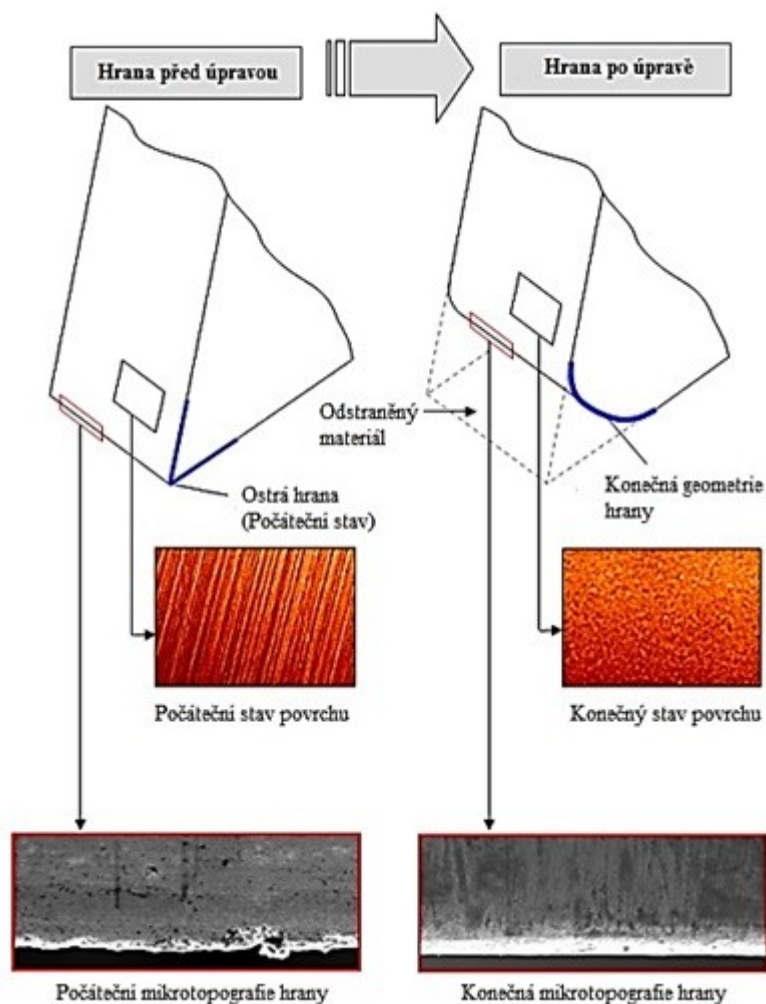 Hrana před úpravou
Hrana po úpravě
Odstraněný
materiál
Ostrá hrana
(Počáteční stav)
Konečná geometrie
hrany
Počáteční stav povrchu
Konečný stav povrchu
Počáteční mikrotopografie hrany
Konečná mikrotopografie hrany